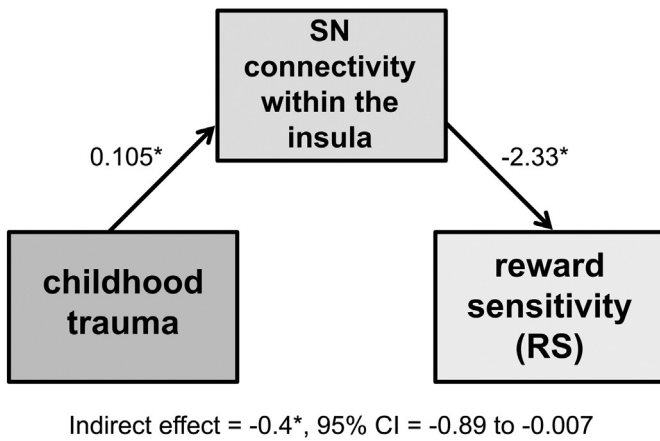 SN
connectivity
within the
insula
0.105*
-2.33*
childhood
trauma
reward
sensitivity
(RS)
Indirect effect = -0.4*, 95% CI = -0.89 to -0.007